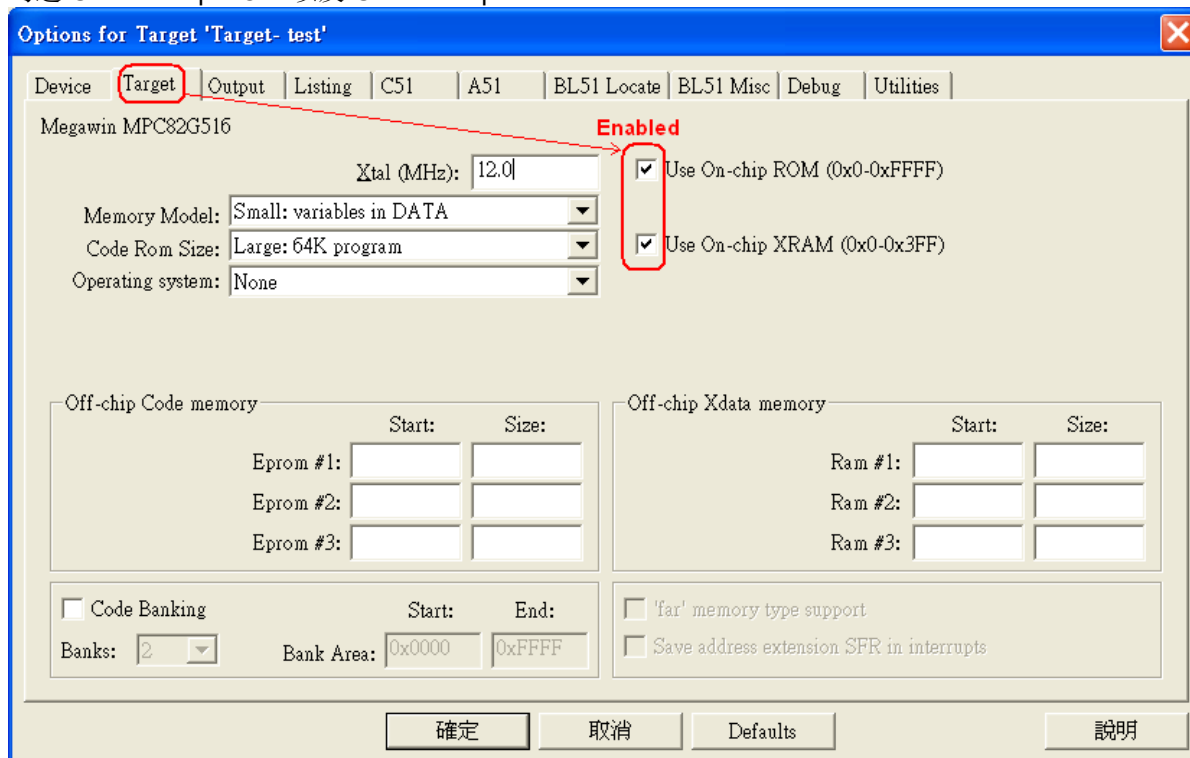 Options for Target 'Target- test'
Device Target Output Listing C51 A51 BL51 Locate BL51 Misc Debug Utilities
Megawin MPC82G516
Enabled
Xtal (MHz): 12.0 Use On-chip ROM (0x0-0xFFFF)
Memory Model: Small: variables in DATA
Code Rom Size: Large: 64K program Use On-chip XRAM (0x0-0x3FF)
Operating system: None
Off-chip Code memory
Start: Size:
Eprom #1:
Eprom #2:
Eprom #3:
Off-chip Xdata memory
Start: Size:
Ram #1:
Ram #2:
Ram #3:
Code Banking Start: End:
Banks: 2 Bank Area: 0x0000 0xFFFF
'far' memory type support
Save address extension SFR in interrupts
確定 取消 Defaults 說明